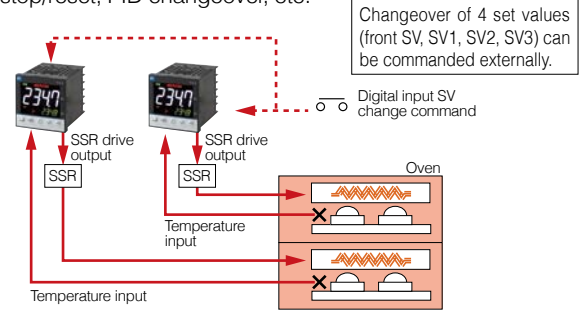 stop/reset, PID changeover, etc.
Changeover of 4 set values
(front SV, SV1, SV2, SV3) can
be commanded externally.
Digital input SV
change command
2347
2347
SSR drive
output
SSR drive
output
SSR
SSR
Oven
Temperature
input
Temperature input